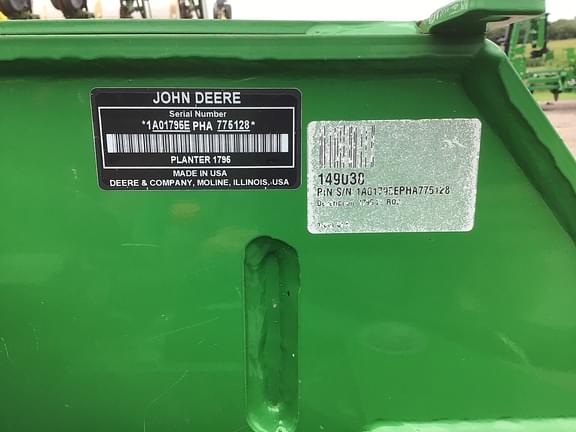 JOHN DEERE
Serial Number
*1A01795E PHA 775128*
PLANTER 1795
MADE IN USA
DEERE & COMPANY, MOLINE, ILLINOIS, USA
149030
PIN S/N 1A01795EPHA775128